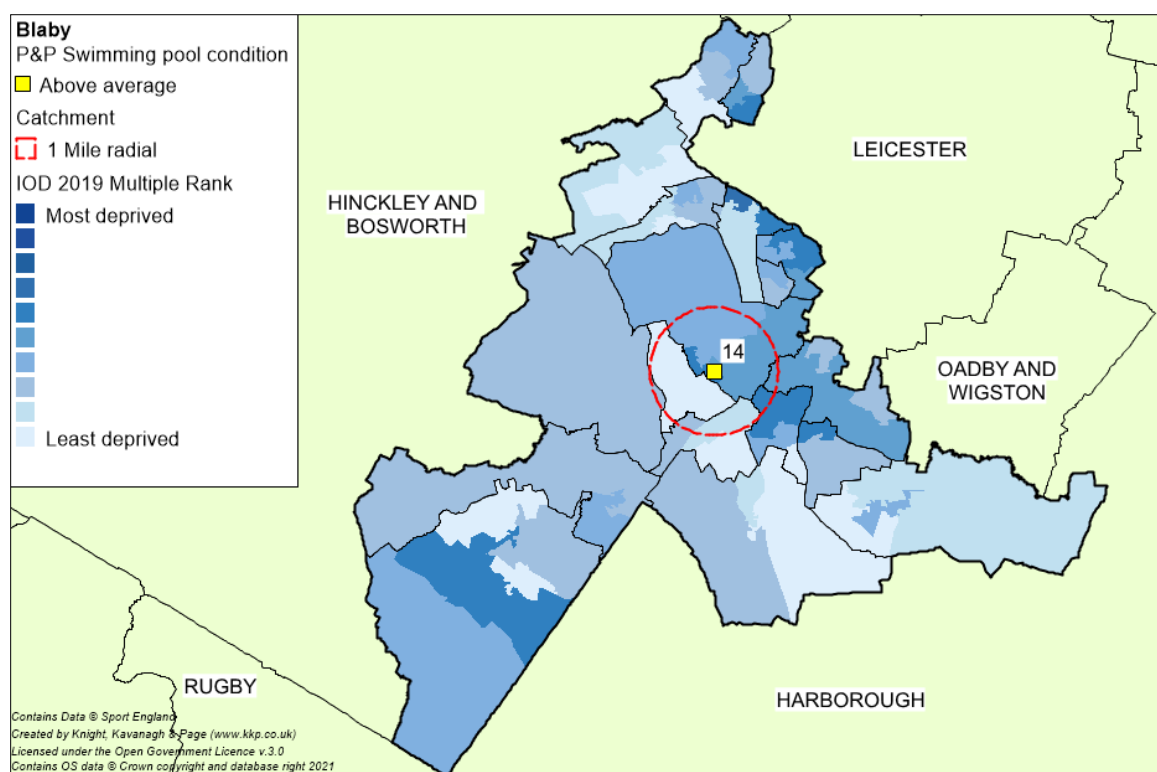 Blaby
P&P Swimming pool condition
Above average
Catchment
1 Mile radial
IOD 2019 Multiple Rank
Most deprived
Least deprived
LEICESTER
HINCKLEY AND
BOSWORTH
14
OADBY AND
WIGSTON
RUGBY
HARBOROUGH
Contains Data © Sport England
Created by Knight, Kavanagh & Page (www.kkp.co.uk)
Licensed under the Open Government Licence v.3.0
Contains OS data © Crown copyright and database right 2021